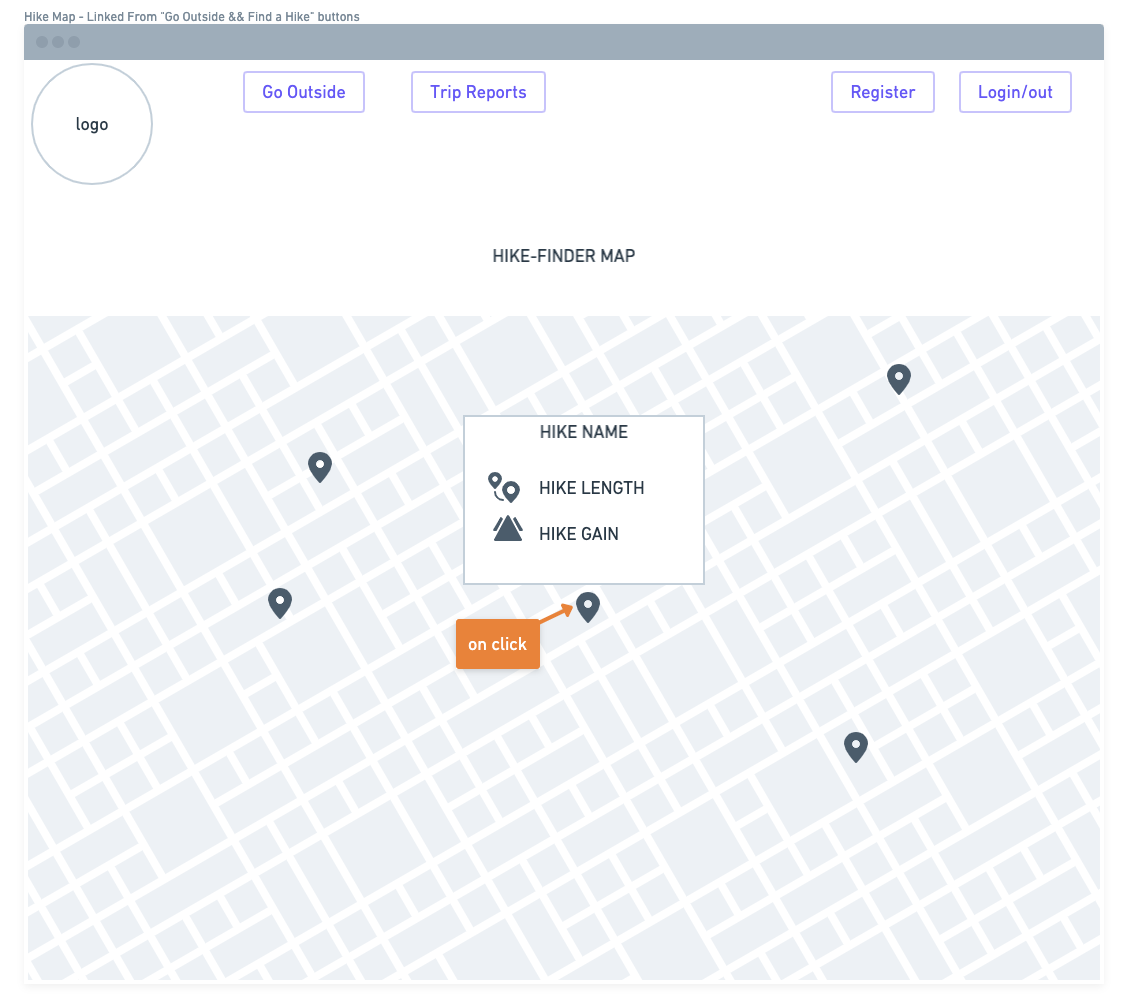 Hike Map - Linked From "Go Outside && Find a Hike" buttons
Go Outside
Trip Reports
Register
Login/out
logo
HIKE-FINDER MAP
HIKE NAME
HIKE LENGTH
HIKE GAIN
on click